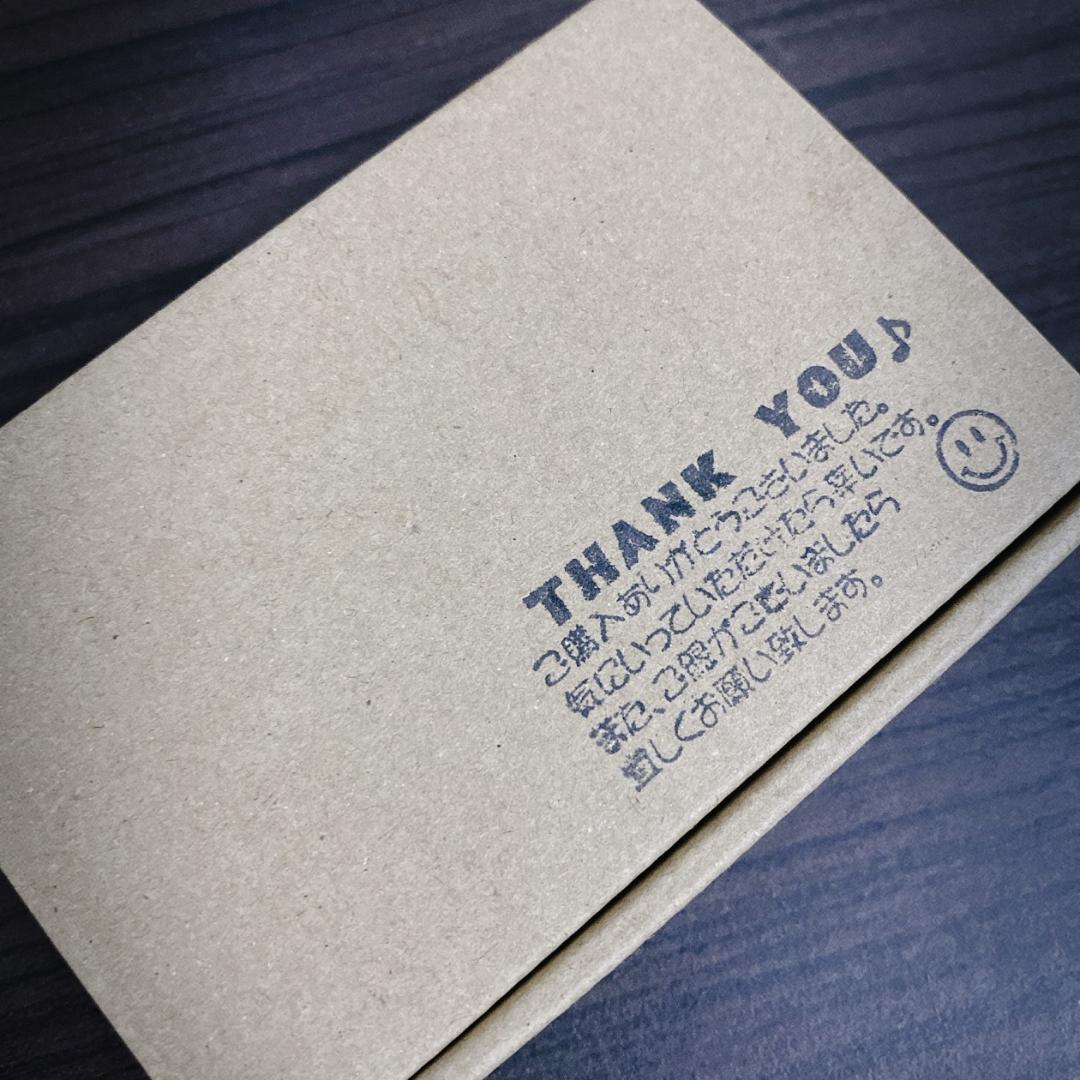 THANK YOU♪
ご購入ありがとうございました。
気にいっていただけたら幸いです。
また、ご縁がございましたら
宜しくお願い致します。